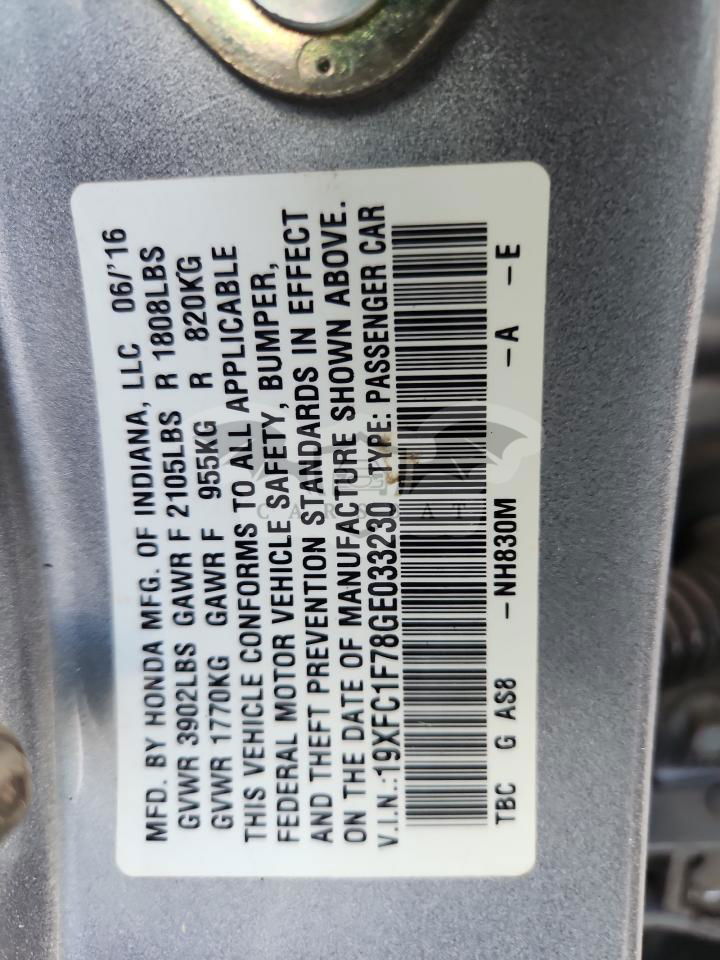 MFD. BY HONDA MFG. OF INDIANA, LLC 06/'16
GVWR 3902LBS GAWR F 2105LBS R 1808LBS
GVWR 1770KG GAWR F 955KG R 820KG
THIS VEHICLE CONFORMS TO ALL APPLICABLE
FEDERAL MOTOR VEHICLE SAFETY, BUMPER,
AND THEFT PREVENTION STANDARDS IN EFFECT
ON THE DATE OF MANUFACTURE SHOWN ABOVE.
V.I.N.:19XFC1F78GE033230 TYPE: PASSENGER CAR
TBC G AS8 -NH830M -A -E